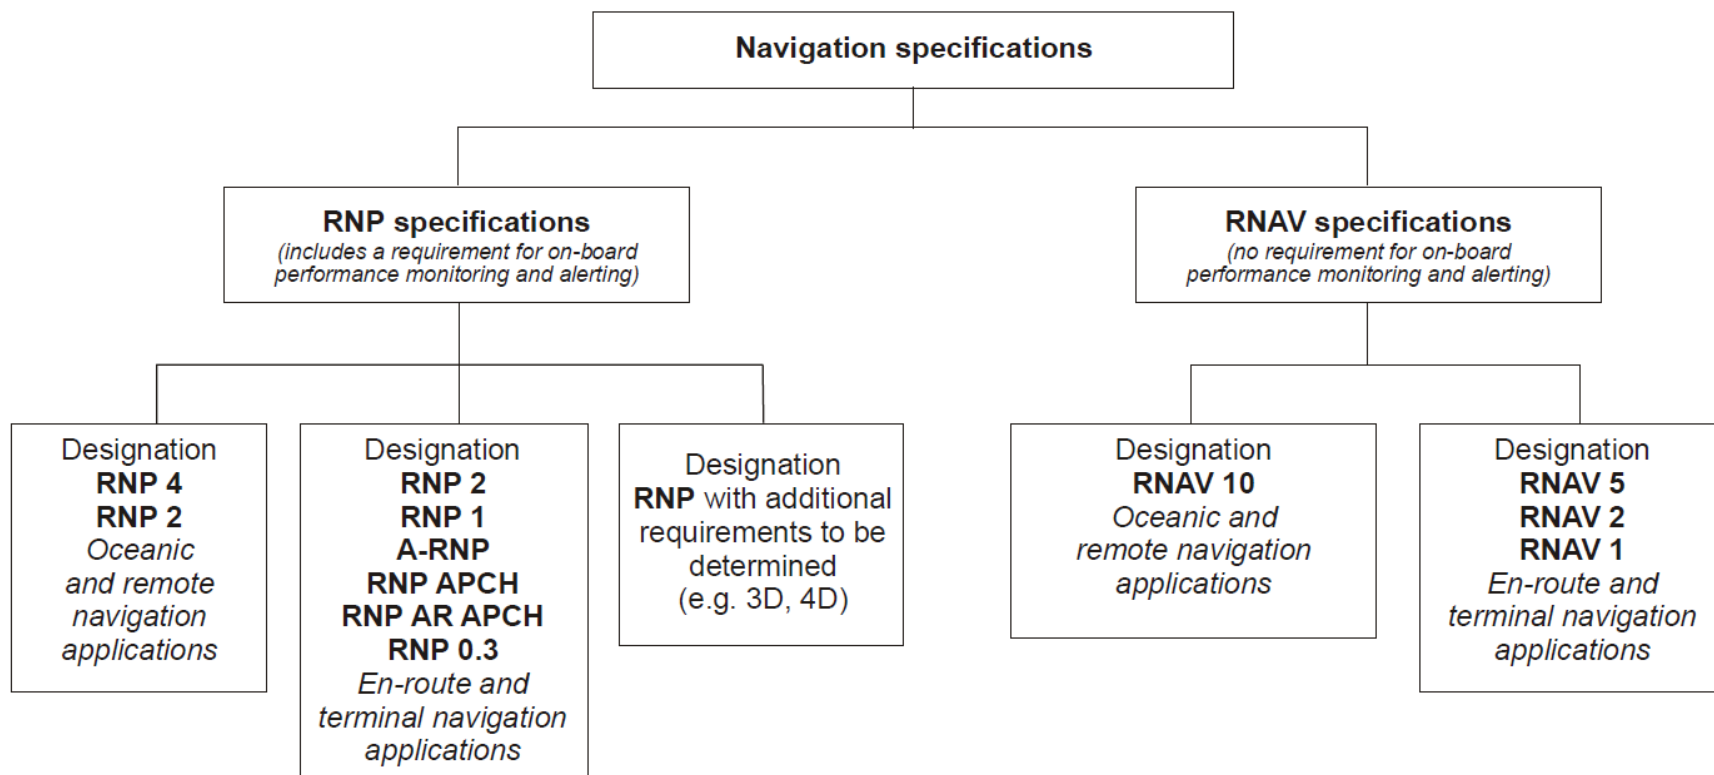 Navigation specifications
RNP specifications
(includes a requirement for on-board
performance monitoring and alerting)
RNAV specifications
(no requirement for on-board
performance monitoring and alerting)
Designation
RNP 4
RNP 2
Oceanic
and remote
navigation
applications
Designation
RNP 2
RNP 1
A-RNP
RNP APCH
RNP AR APCH
RNP 0.3
En-route and
terminal navigation
applications
Designation
RNP with additional
requirements to be
determined
(e.g. 3D, 4D)
Designation
RNAV 10
Oceanic and
remote navigation
applications
Designation
RNAV 5
RNAV 2
RNAV 1
En-route and
terminal navigation
applications